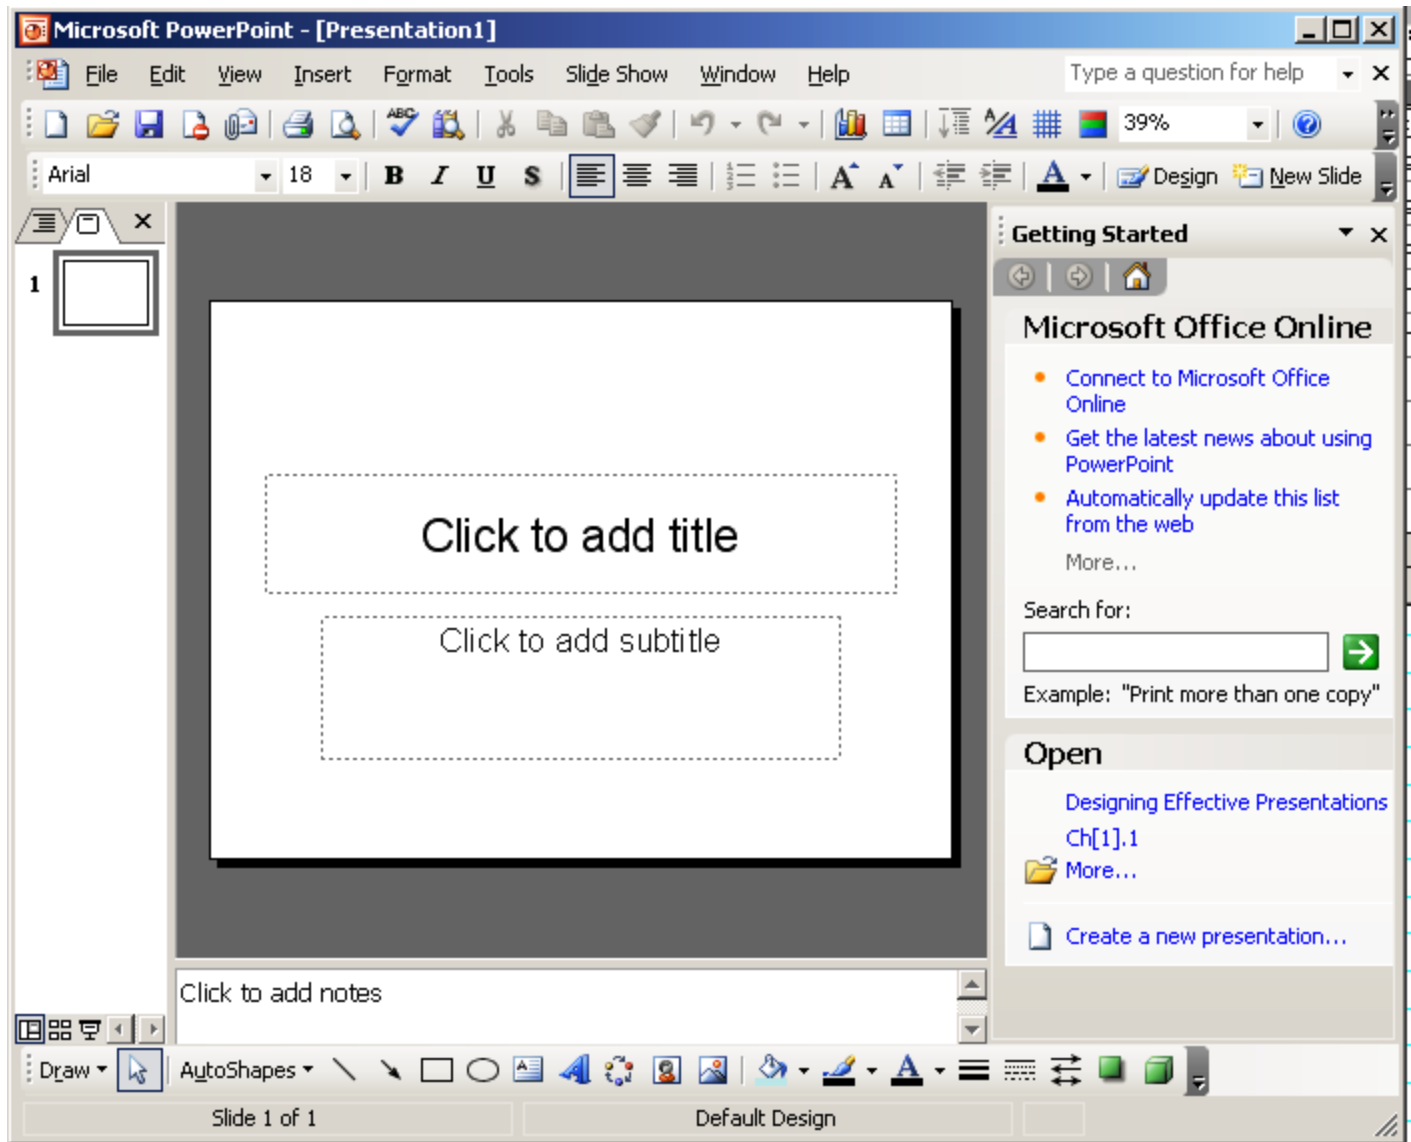 Microsoft PowerPoint - [Presentation1]
File Edit View Insert Format Tools Slide Show Window Help Type a question for help
ABC A 39%
Arial 18 B I U S A A A Design New Slide
Getting Started
1
Microsoft Office Online
Connect to Microsoft Office
Online
Get the latest news about using
PowerPoint
Automatically update this list
from the web
More...
Search for:
Example: "Print more than one copy"
Open
Designing Effective Presentations
Ch[1].1
More...
Create a new presentation...
Click to add title
Click to add subtitle
Click to add notes
Draw AutoShapes A A A
Slide 1 of 1 Default Design